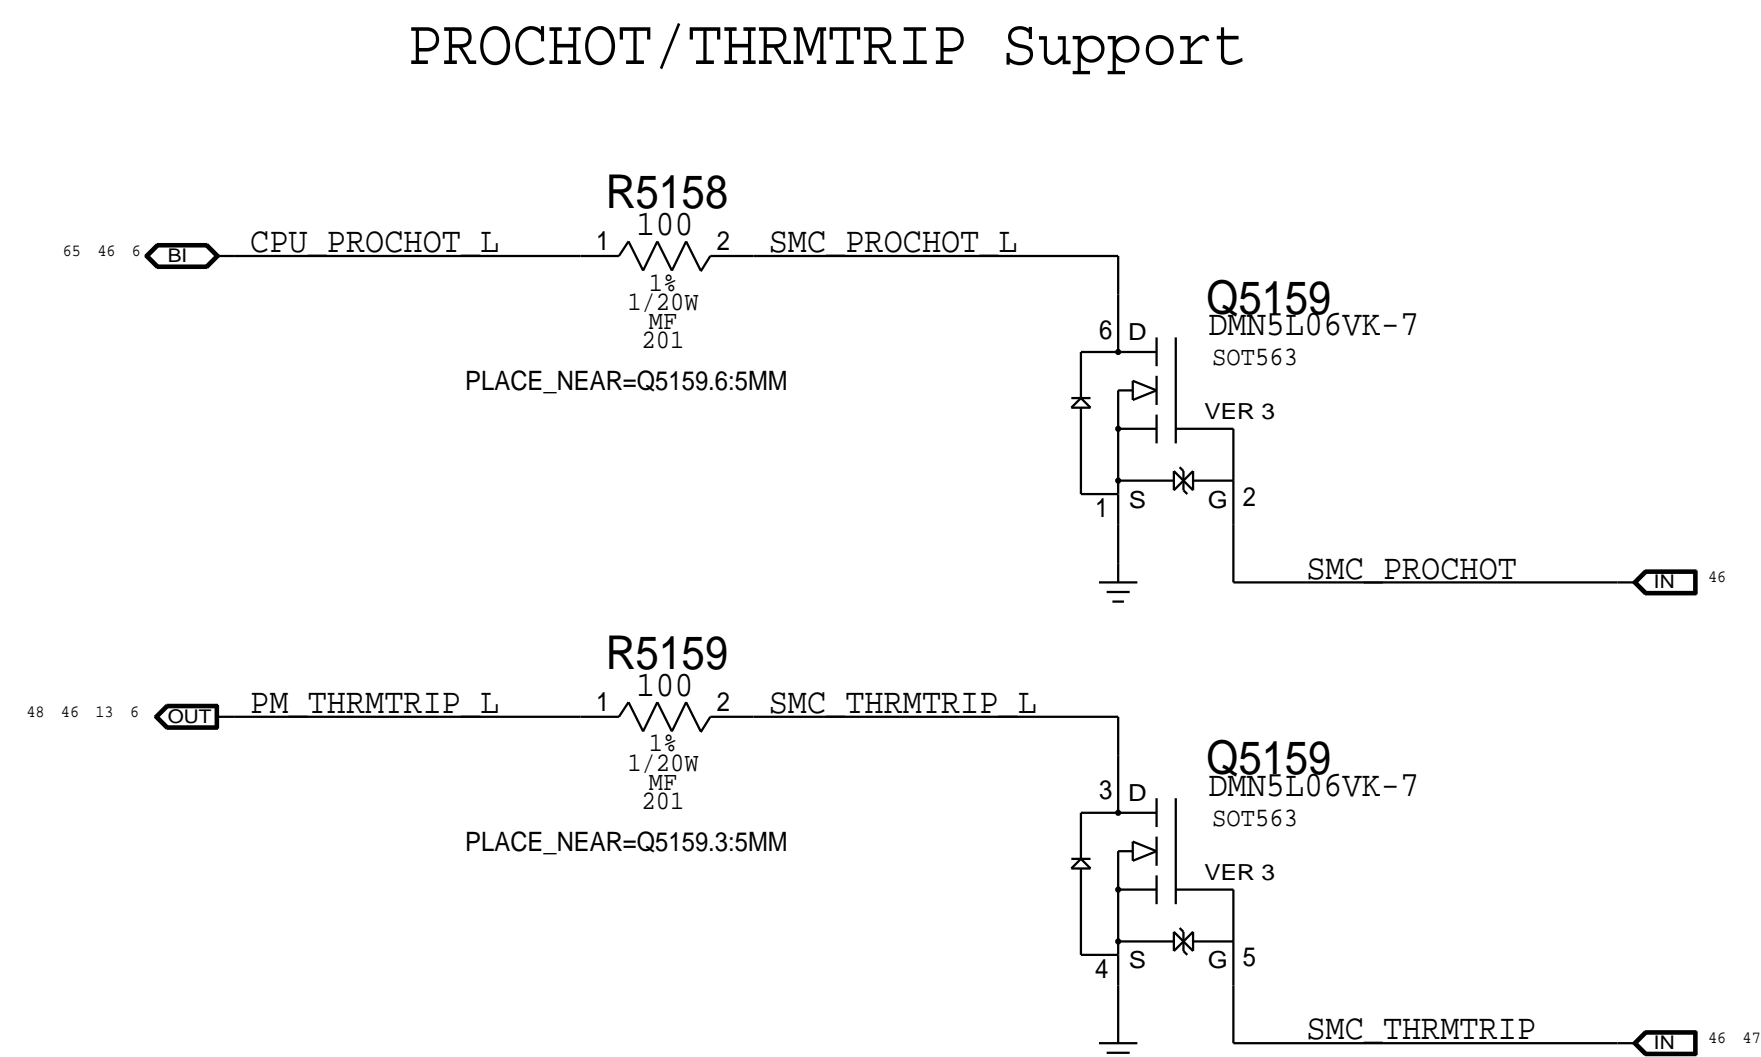 PROCHOT/THRMTRIP Support
R5158
100
65 46 6 BI CPU_PROCHOT_L 1 2 SMC_PROCHOT_L
1%
1/20W
MF
201
PLACE_NEAR=Q5159.6:5MM
Q5159
DMN5L06VK-7
6 D
SOT563
VER 3
1 S G 2
SMC_PROCHOT IN 46
R5159
100
48 46 13 6 OUT PM_THRMTRIP_L 1 2 SMC_THRMTRIP_L
1%
1/20W
MF
201
PLACE_NEAR=Q5159.3:5MM
Q5159
DMN5L06VK-7
3 D
SOT563
VER 3
4 S G 5
SMC_THRMTRIP IN 46 47